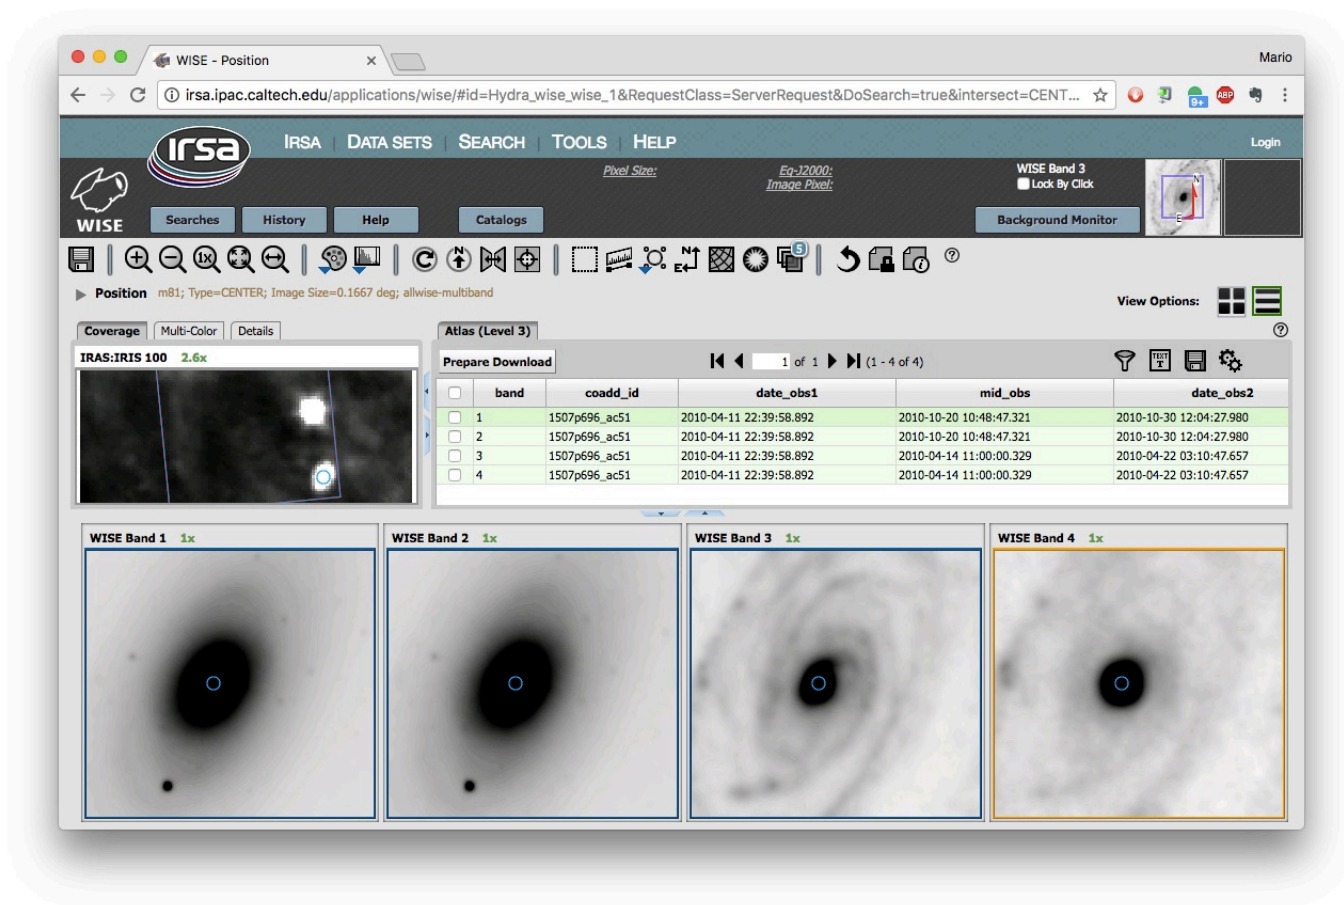 WISE - Position
Mario
irsa.ipac.caltech.edu/applications/wise/#id=Hydra_wise_wise_1&RequestClass=ServerRequest&DoSearch=true&intersect=CENT...
9+
ABP
irsa
IRSA DATA SETS SEARCH TOOLS HELP
Login
WISE
Pixel Size:
Eq-J2000:
Image Pixel:
WISE Band 3
Lock By Click
N
E
Searches History Help Catalogs Background Monitor
1x
N
N
E
5
Position m81; Type=CENTER; Image Size=0.1667 deg; allwise-multiband
View Options:
Coverage Multi-Color Details
Atlas (Level 3)
IRAS:IRIS 100 2.6x
Prepare Download 1 of 1 (1 - 4 of 4)
TEXT
T
band coadd_id date_obs1 mid_obs date_obs2
1 1507p696_ac51 2010-04-11 22:39:58.892 2010-10-20 10:48:47.321 2010-10-30 12:04:27.980
2 1507p696_ac51 2010-04-11 22:39:58.892 2010-10-20 10:48:47.321 2010-10-30 12:04:27.980
3 1507p696_ac51 2010-04-11 22:39:58.892 2010-04-14 11:00:00.329 2010-04-22 03:10:47.657
4 1507p696_ac51 2010-04-11 22:39:58.892 2010-04-14 11:00:00.329 2010-04-22 03:10:47.657
WISE Band 1 1x
WISE Band 2 1x
WISE Band 3 1x
WISE Band 4 1x